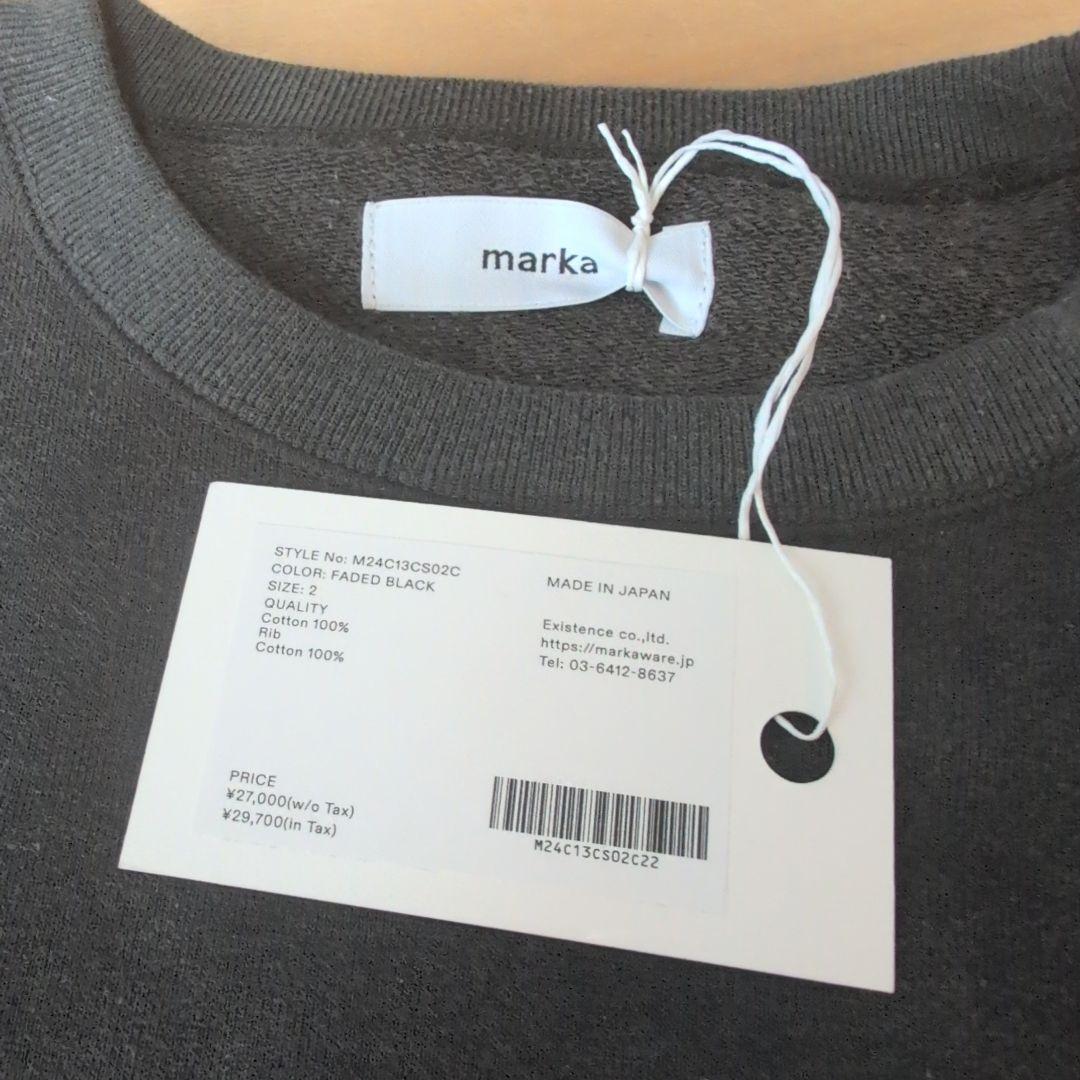 marka
STYLE No: M24C13CS02C
COLOR: FADED BLACK
SIZE: 2
QUALITY
Cotton 100%
Rib
Cotton 100%
MADE IN JAPAN
Existence co.,ltd.
https://markaware.jp
Tel: 03-6412-8637
PRICE
¥27,000(w/o Tax)
¥29,700(in Tax)
M24C13CS02C22